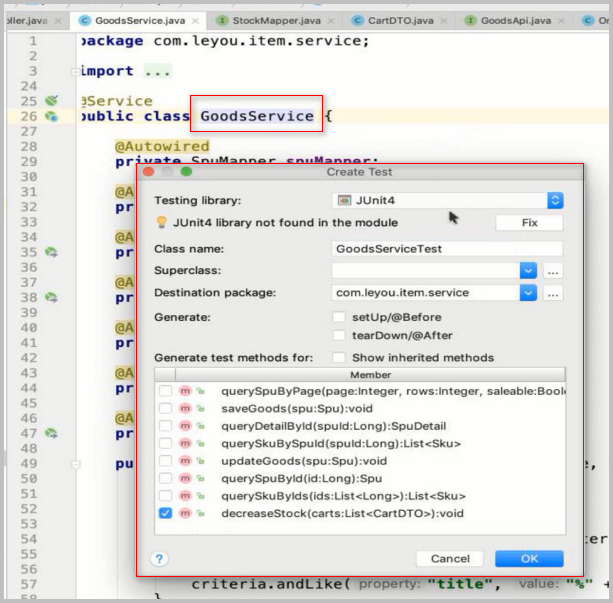 oller.java × GoodsService.java × StockMapper.java × CartDTO.java × GoodsApi.java × Or
1 package com.leyou.item.service;
2
3 import ...
24
25 @Service
26 public class GoodsService {
27
28 @Autowired
29 private SpuMapper spuMapper;
30
31 @A
32 pr
33
34 @A
35 pr
36
37 @A
38 pr
39
40 @A
41 pr
42
43 @A
44 pr
45
46 @A
47 pr
48
49 pu ,
50
51
52
53
54 ter
55
56
57 criteria.andLike( property: "title", value: "%" +
58 }
Create Test
Testing library: JUnit4
JUnit4 library not found in the module Fix
Class name: GoodsServiceTest
Superclass: ...
Destination package: com.leyou.item.service ...
Generate: setUp/@Before
tearDown/@After
Generate test methods for: Show inherited methods
Member
m querySpuByPage(page:Integer, rows:Integer, saleable:Boole
m saveGoods(spu:Spu):void
m queryDetailById(spuId:Long):SpuDetail
m querySkuBySpuId(spuId:Long):List<Sku>
m updateGoods(spu:Spu):void
m querySpuById(id:Long):Spu
m querySkuByIds(ids:List<Long>):List<Sku>
m decreaseStock(carts:List<CartDTO>):void
? Cancel OK